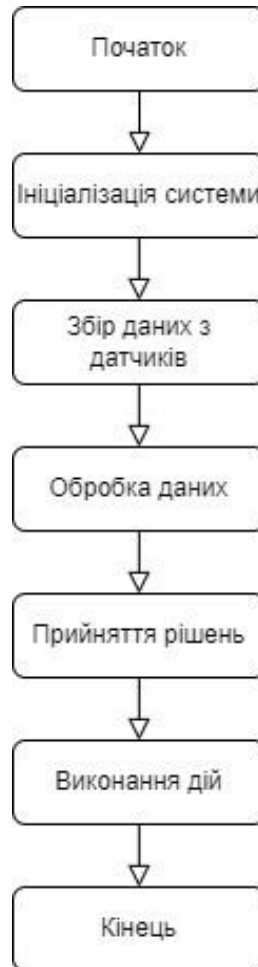 Початок
Ініціалізація системи
Збір даних з
датчиків
Обробка даних
Прийняття рішень
Виконання дій
Кінець